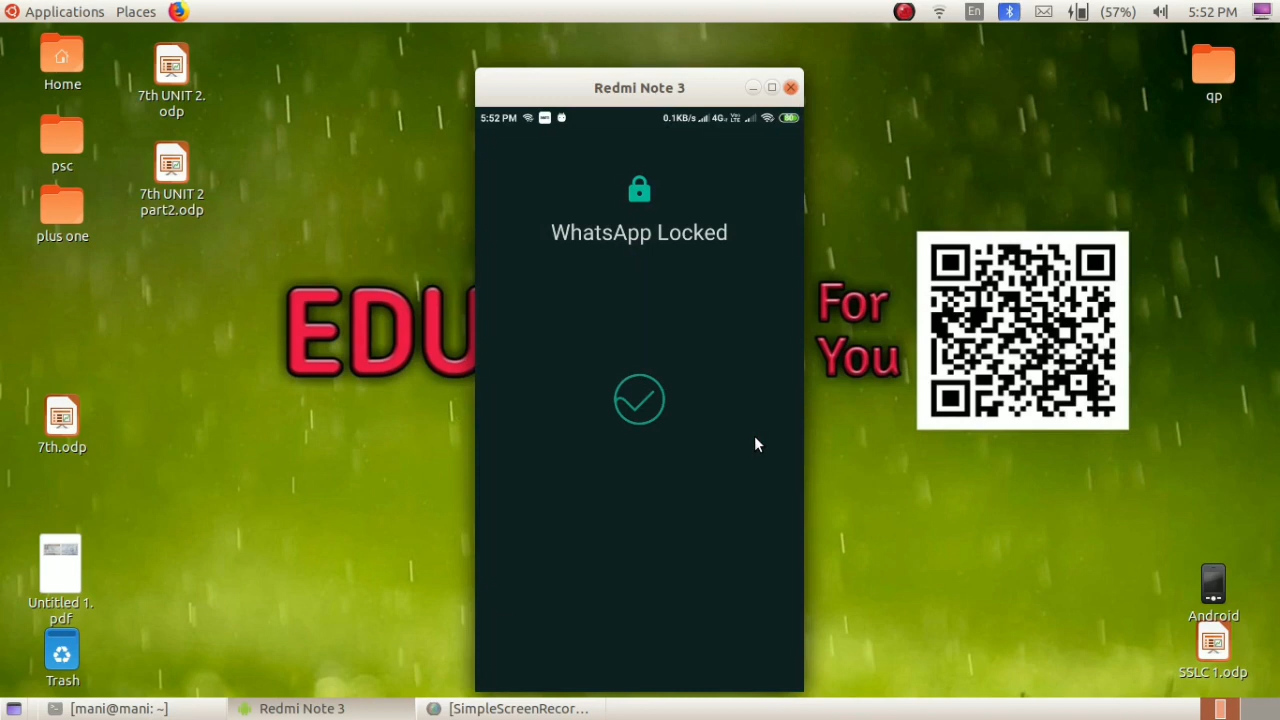 Applications Places
En
(57%)
5:52 PM
Home
7th UNIT 2.
odp
psc
7th UNIT 2
part2.odp
plus one
qp
Redmi Note 3
5:52 PM
0.1KB/s
4G
80
WhatsApp Locked
EDU
For
You
7th.odp
Untitled 1.
pdf
Trash
Android
SSLC 1.odp
[mani@mani: ~]
Redmi Note 3
[SimpleScreenRecor...